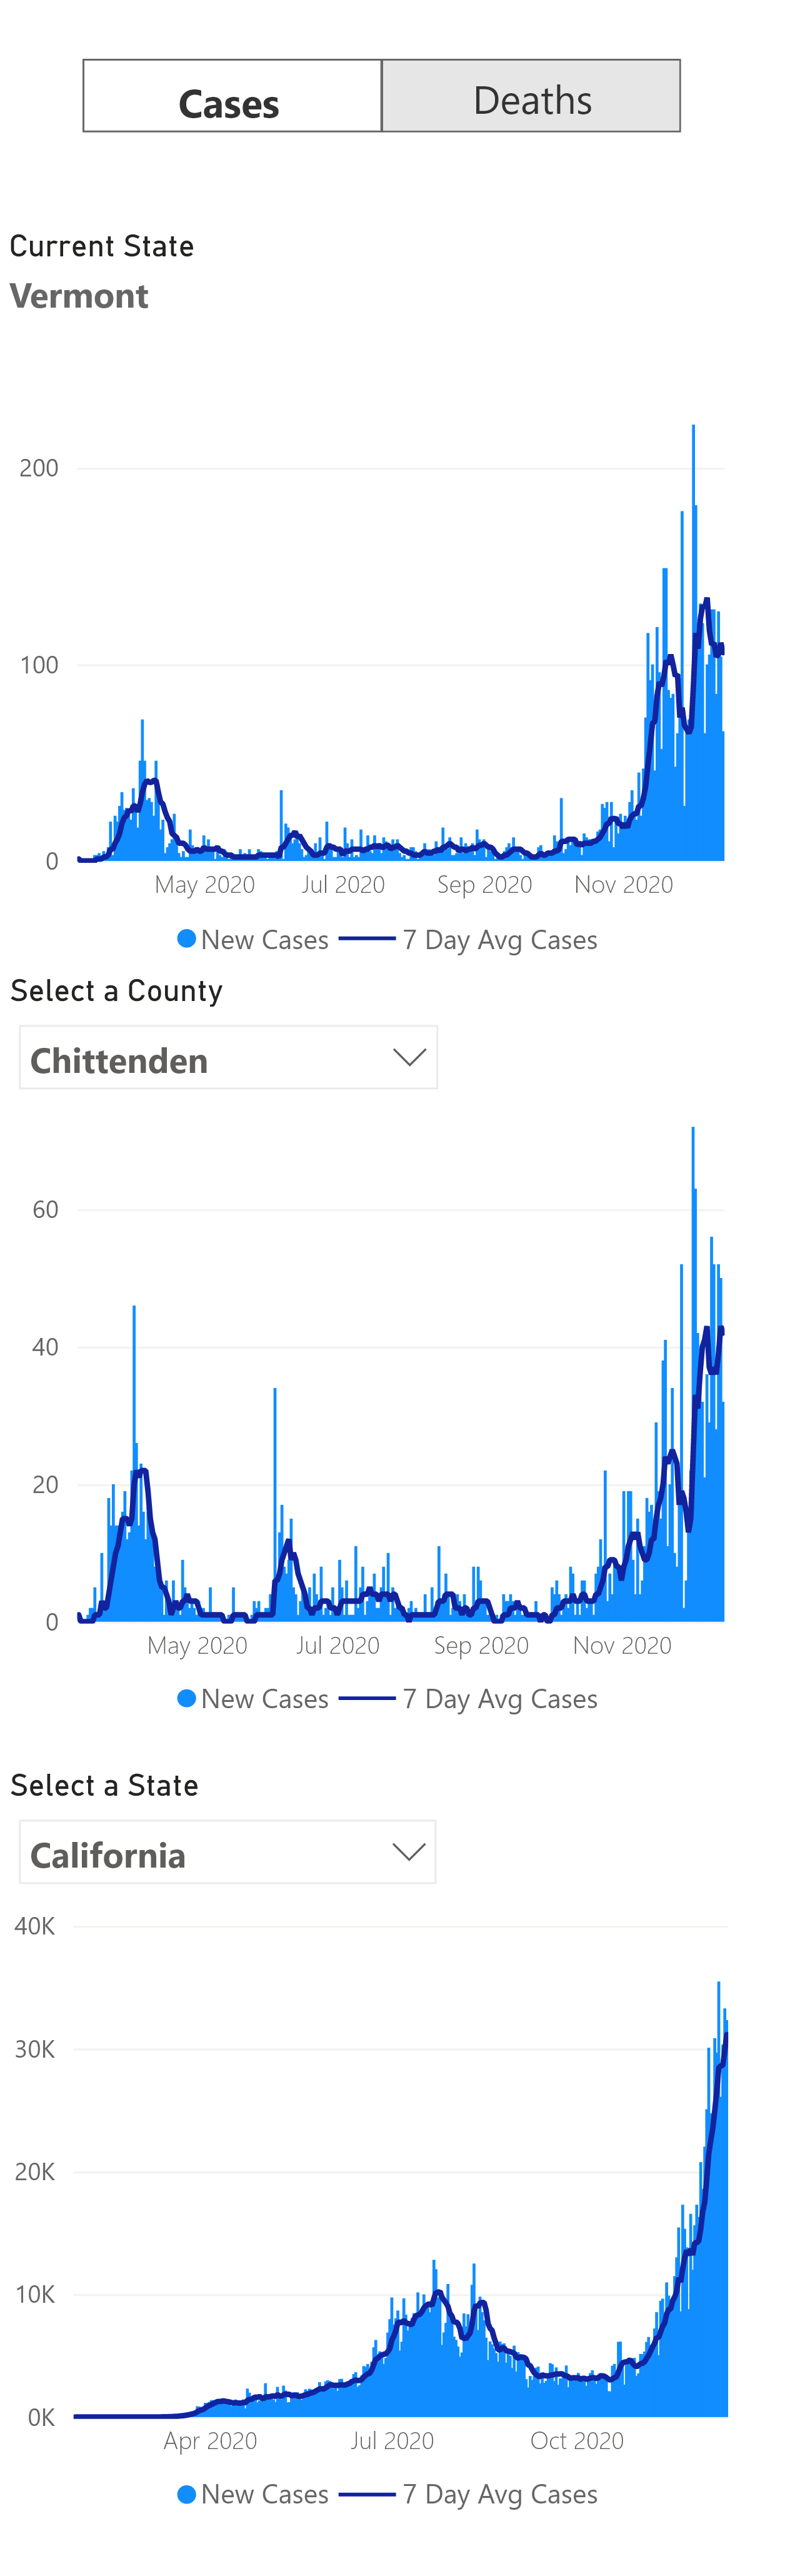 Cases Deaths
Current State
Vermont
200
100
0
May 2020 Jul 2020 Sep 2020 Nov 2020
New Cases 7 Day Avg Cases
Select a County
Chittenden
60
40
20
0
May 2020 Jul 2020 Sep 2020 Nov 2020
New Cases 7 Day Avg Cases
Select a State
California
40K
30K
20K
10K
0K
Apr 2020 Jul 2020 Oct 2020
New Cases 7 Day Avg Cases